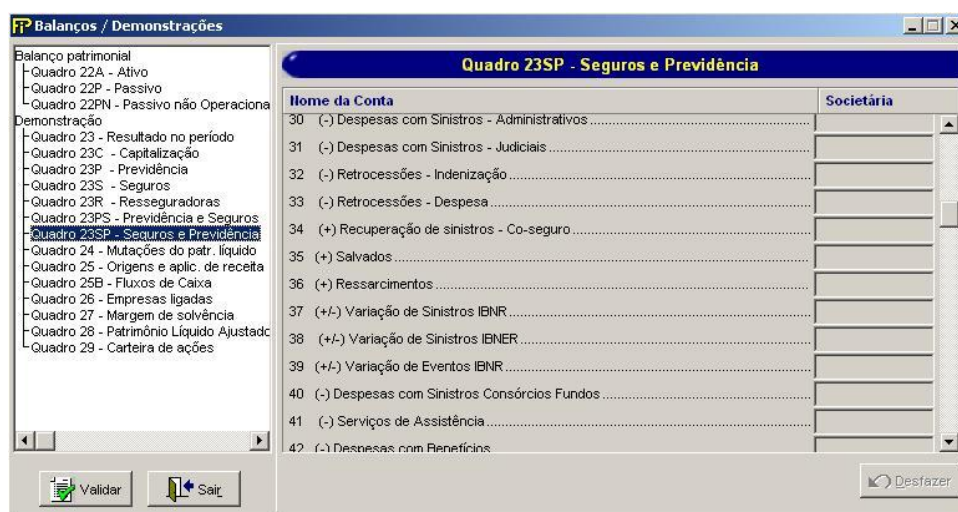 FiP Balanços / Demonstrações
Balanço patrimonial
Quadro 22A - Ativo
Quadro 22P - Passivo
Quadro 22PN - Passivo não Operaciona
Demonstração
Quadro 23 - Resultado no período
Quadro 23C - Capitalização
Quadro 23P - Previdência
Quadro 23S - Seguros
Quadro 23R - Resseguradoras
Quadro 23PS - Previdência e Seguros
Quadro 23SP - Seguros e Previdência
Quadro 24 - Mutações do patr. líquido
Quadro 25 - Origens e aplic. de receita
Quadro 25B - Fluxos de Caixa
Quadro 26 - Empresas ligadas
Quadro 27 - Margem de solvência
Quadro 28 - Patrimônio Líquido Ajustado
Quadro 29 - Carteira de ações
Validar
Sair
Quadro 23SP - Seguros e Previdência
Nome da Conta Societária
30 (-) Despesas com Sinistros - Administrativos
31 (-) Despesas com Sinistros - Judiciais
32 (-) Retrocessões - Indenização
33 (-) Retrocessões - Despesa
34 (+) Recuperação de sinistros - Co-seguro
35 (+) Salvados
36 (+) Ressarcimentos
37 (+/-) Variação de Sinistros IBNR
38 (+/-) Variação de Sinistros IBNER
39 (+/-) Variação de Eventos IBNR
40 (-) Despesas com Sinistros Consórcios Fundos
41 (-) Serviços de Assistência
42 (-) Despesas com Benefícios
Desfazer